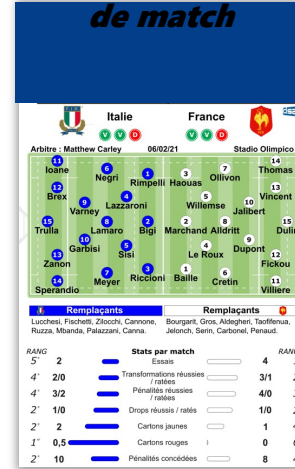 de match
Italie France
V V D V V D
Arbitre : Matthew Carley 06/02/21 Stadio Olimpico
11 Ioane
6 Negri
1 Rimpelli
3 Haouas
7 Ollivon
14 Thomas
12 Brex
9 Varney
4 Lazzaroni
5 Willemse
10 Jalibert
13 Vincent
15 Trulla
8 Lamaro
2 Bigi
2 Marchand
8 Alldritt
15
10 Garbisi
5 Sisi
4 Le Roux
9 Dupont
13 Zanon
12 Fickou
14 Sperandio
7 Meyer
3 Riccioni
1 Baille
6 Cretin
11 Villiere
Remplaçants Remplaçants
Lucchesi, Fischetti, Zilocchi, Cannone, Bourgarit, Gros, Aldegheri, Taofifenua,
Ruzza, Mbanda, Palazzani, Canna. Jelonch, Serin, Carbonel, Penaud.
RANG Stats par match
5° 2 Essais 4
4° 2/0 Transformations réussies / ratées 3/1
4° 3/2 Pénalités réussies / ratées 4/0
2° 1/0 Drops réussis / ratés 1/0
2° 2 Cartons jaunes 1
1° 0,5 Cartons rouges 0
2° 10 Pénalités concédées 8